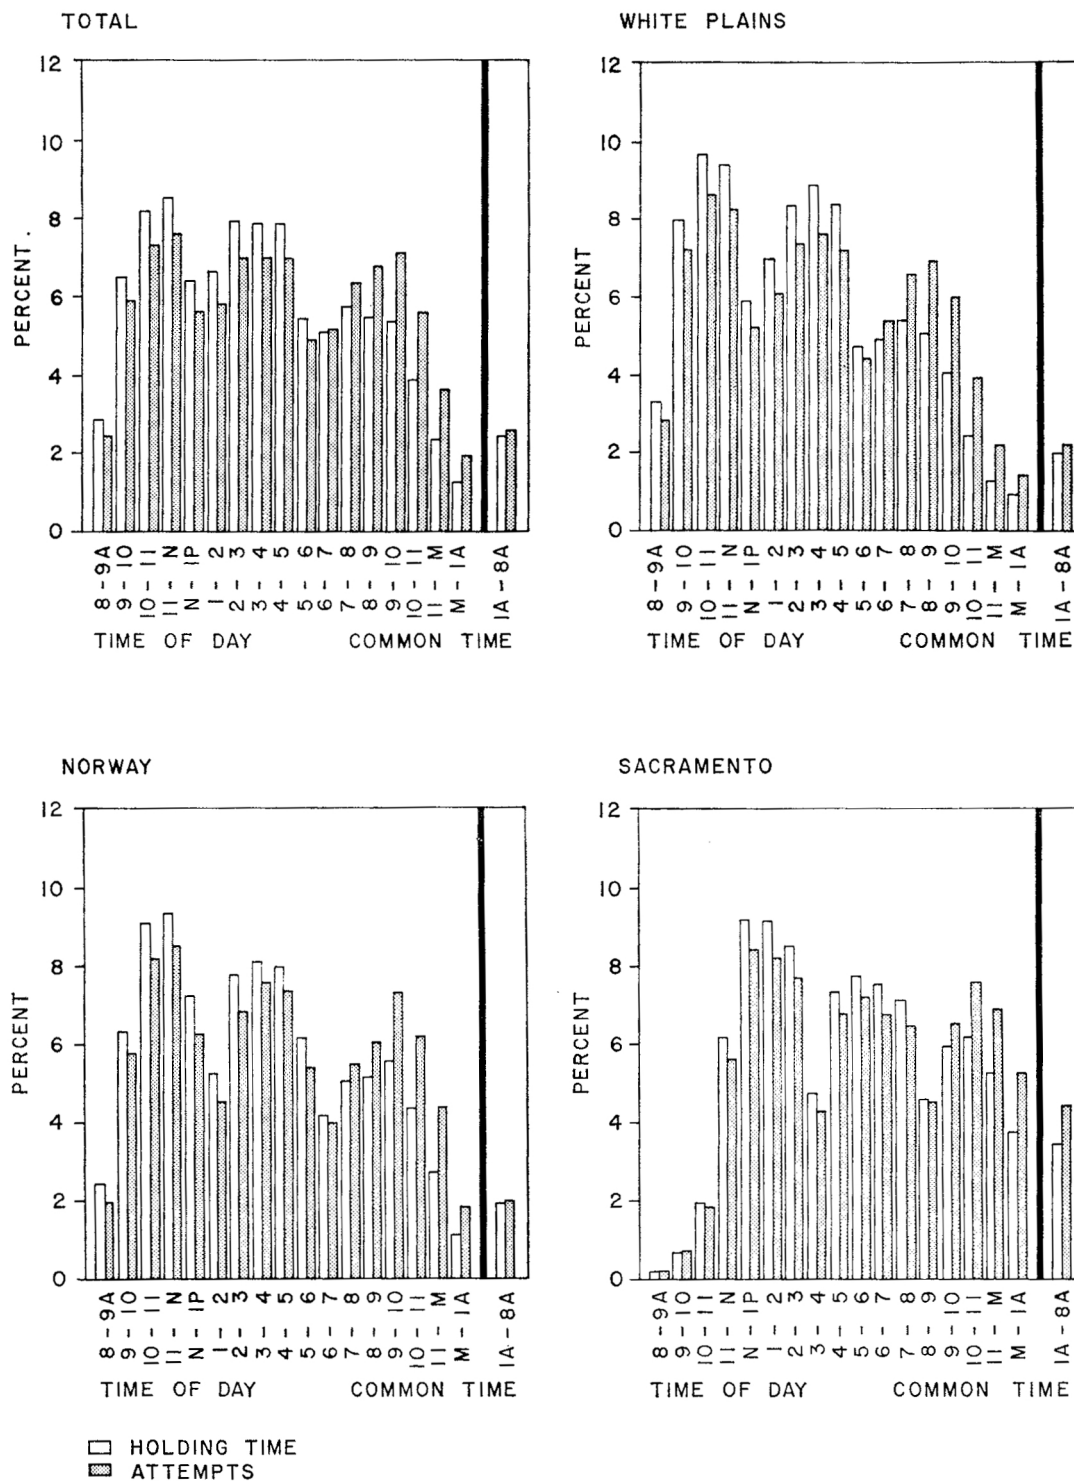 TOTAL
12
10
8
6
4
2
0
PERCENT.
8-9A
9-10
10-11
11-N
N-1P
1-2
2-3
3-4
4-5
5-6
6-7
7-8
8-9
9-10
10-11
11-M
M-1A
1A-8A
TIME OF DAY COMMON TIME
WHITE PLAINS
12
10
8
6
4
2
0
PERCENT
8-9A
9-10
10-11
11-N
N-1P
1-2
2-3
3-4
4-5
5-6
6-7
7-8
8-9
9-10
10-11
11-M
M-1A
1A-8A
TIME OF DAY COMMON TIME
NORWAY
12
10
8
6
4
2
0
PERCENT
8-9A
9-10
10-11
11-N
N-1P
1-2
2-3
3-4
4-5
5-6
6-7
7-8
8-9
9-10
10-11
11-M
M-1A
1A-8A
TIME OF DAY COMMON TIME
SACRAMENTO
12
10
8
6
4
2
0
PERCENT
8-9A
9-10
10-11
11-N
N-1P
1-2
2-3
3-4
4-5
5-6
6-7
7-8
8-9
9-10
10-11
11-M
M-1A
1A-8A
TIME OF DAY COMMON TIME
HOLDING TIME
ATTEMPTS